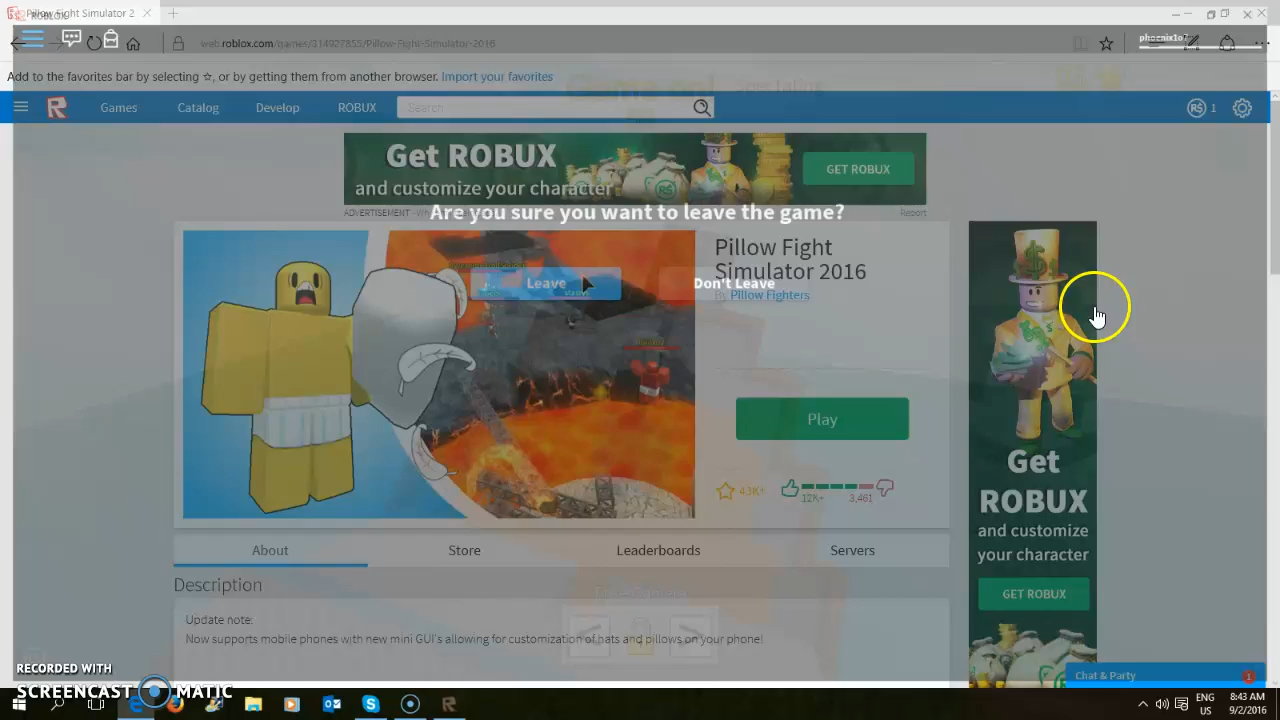 Pillow Fight Simulator 2
ROBLOX
web.roblox.com/games/314927855/Pillow-Fight-Simulator-2016
phoenix1o7
Add to the favorites bar by selecting ☆, or by getting them from another browser. Import your favorites
Games
Catalog
Develop
ROBUX
Search
R$ 1
Get ROBUX
and customize your character
GET ROBUX
ADVERTISEMENT
Report
Are you sure you want to leave the game?
Leave
Don't Leave
Pillow Fight
Simulator 2016
By Pillow Fighters
Play
43K+
12K+
3,461
Get
ROBUX
and customize
your character
GET ROBUX
About
Store
Leaderboards
Servers
Description
Update note:
Now supports mobile phones with new mini GUI's allowing for customization of hats and pillows on your phone!
Chat & Party
1
RECORDED WITH
SCREENCAST MATIC
ENG
US
8:43 AM
9/2/2016